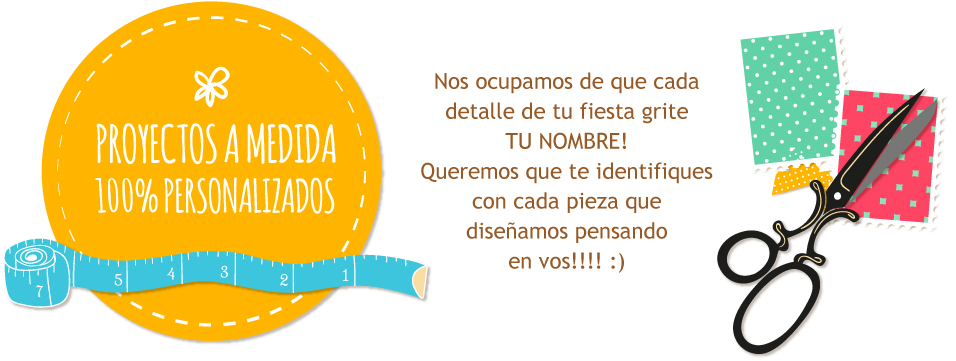 PROYECTOS A MEDIDA
100% PERSONALIZADOS
7 5 4 3 2 1
Nos ocupamos de que cada
detalle de tu fiesta grite
TU NOMBRE!
Queremos que te identifiques
con cada pieza que
diseñamos pensando
en vos!!!! :)